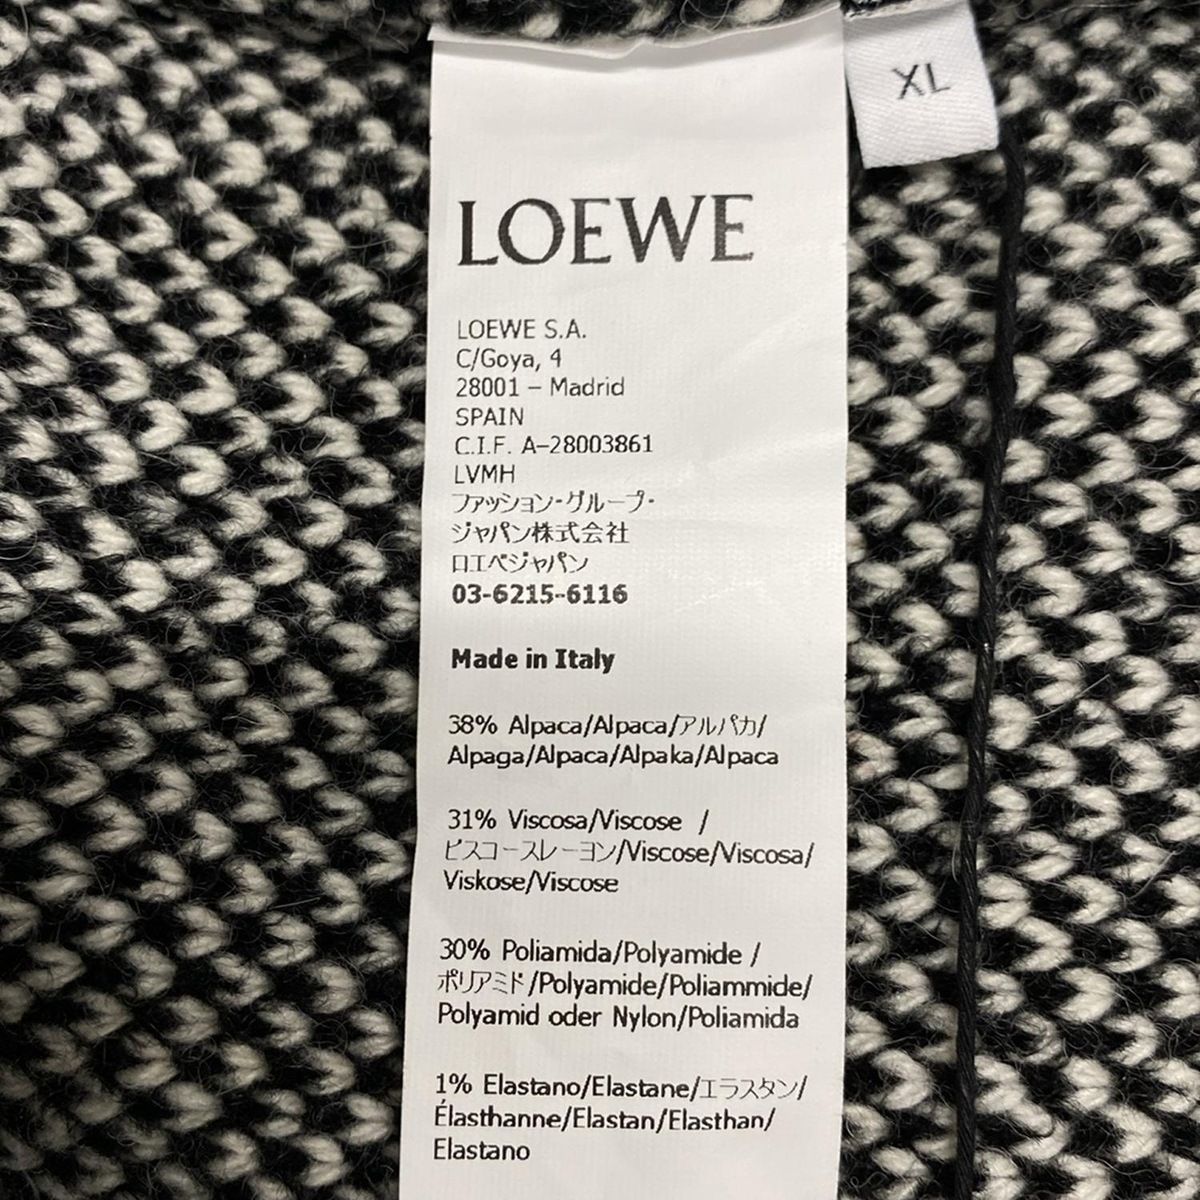 XL
LOEWE
LOEWE S.A.
C/Goya, 4
28001 – Madrid
SPAIN
C.I.F. A–28003861
LVMH
ファッション・グループ・
ジャパン株式会社
ロエベジャパン
03-6215-6116
Made in Italy
38% Alpaca/Alpaca/アルパカ/
Alpaga/Alpaca/Alpaka/Alpaca
31% Viscosa/Viscose /
ビスコースレーヨン/Viscose/Viscosa/
Viskose/Viscose
30% Poliamida/Polyamide /
ポリアミド/Polyamide/Poliammide/
Polyamid oder Nylon/Poliamida
1% Elastano/Elastane/エラスタン/
Élasthanne/Elastan/Elasthan/
Elastano